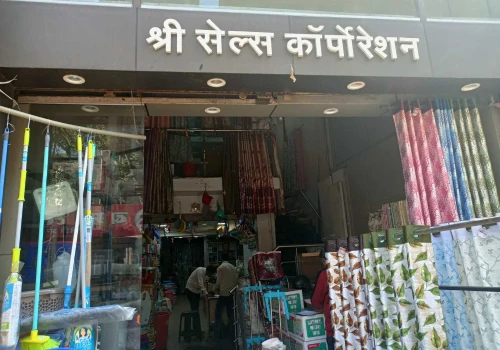 श्री सेल्स कॉर्पोरेशन